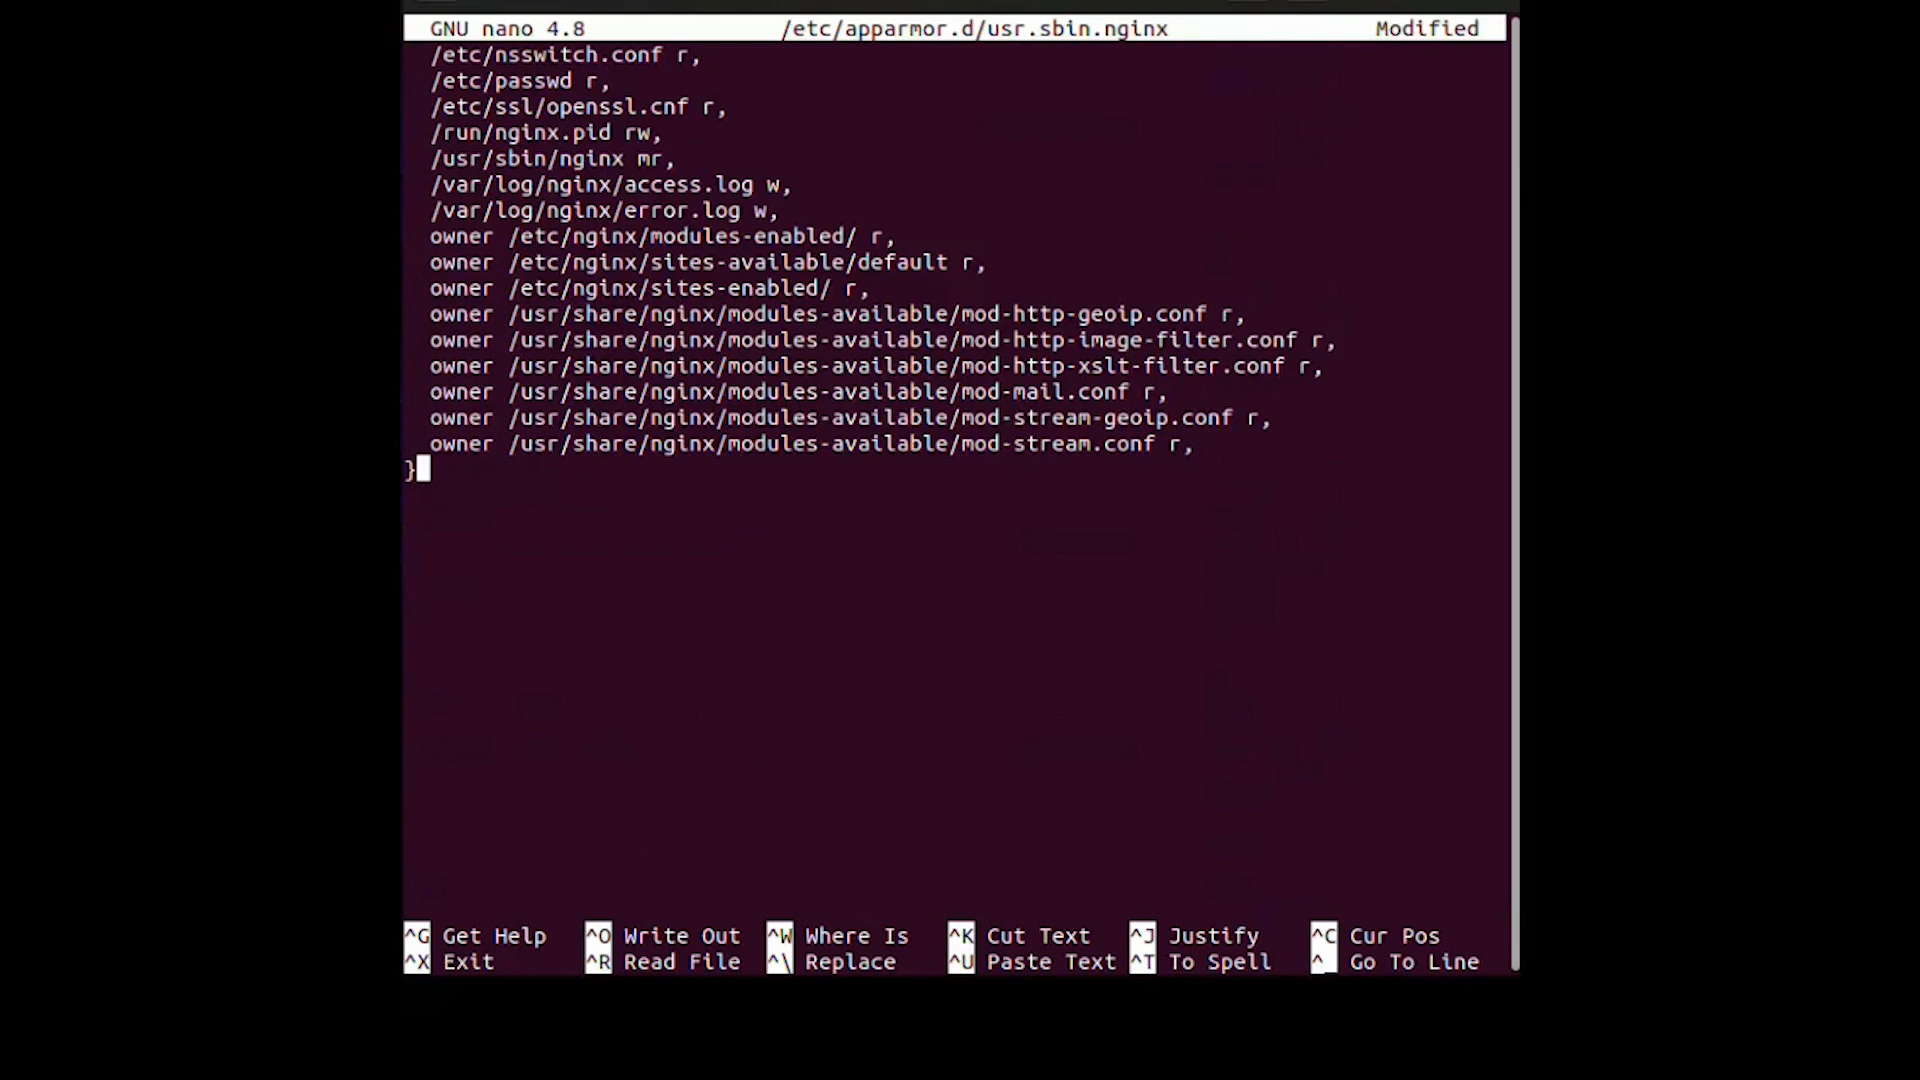 GNU nano 4.8 /etc/apparmor.d/usr.sbin.nginx Modified
/etc/nsswitch.conf r,
/etc/passwd r,
/etc/ssl/openssl.cnf r,
/run/nginx.pid rw,
/usr/sbin/nginx mr,
/var/log/nginx/access.log w,
/var/log/nginx/error.log w,
owner /etc/nginx/modules-enabled/ r,
owner /etc/nginx/sites-available/default r,
owner /etc/nginx/sites-enabled/ r,
owner /usr/share/nginx/modules-available/mod-http-geoip.conf r,
owner /usr/share/nginx/modules-available/mod-http-image-filter.conf r,
owner /usr/share/nginx/modules-available/mod-http-xslt-filter.conf r,
owner /usr/share/nginx/modules-available/mod-mail.conf r,
owner /usr/share/nginx/modules-available/mod-stream-geoip.conf r,
owner /usr/share/nginx/modules-available/mod-stream.conf r,
}
^G Get Help ^O Write Out ^W Where Is ^K Cut Text ^J Justify ^C Cur Pos
^X Exit ^R Read File ^\ Replace ^U Paste Text ^T To Spell ^_ Go To Line